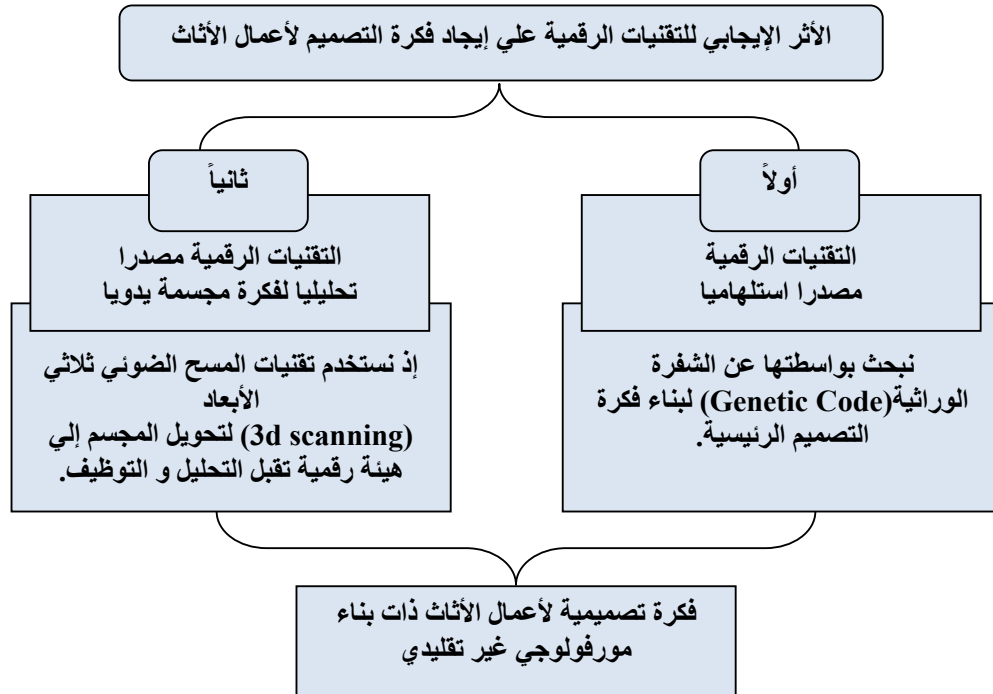 الأثر الإيجابي للتقنيات الرقمية علي إيجاد فكرة التصميم لأعمال الأثاث
أولاً
التقنيات الرقمية
مصدرا استلهاميا
نبحث بواسطتها عن الشفرة
الوراثية(Genetic Code) لبناء فكرة
التصميم الرئيسية.
ثانياً
التقنيات الرقمية مصدرا
تحليليا لفكرة مجسمة يدويا
إذ نستخدم تقنيات المسح الضوئي ثلاثي
الأبعاد
(3d scanning) لتحويل المجسم إلي
هيئة رقمية تقبل التحليل و التوظيف.
فكرة تصميمية لأعمال الأثاث ذات بناء
مورفولوجي غير تقليدي